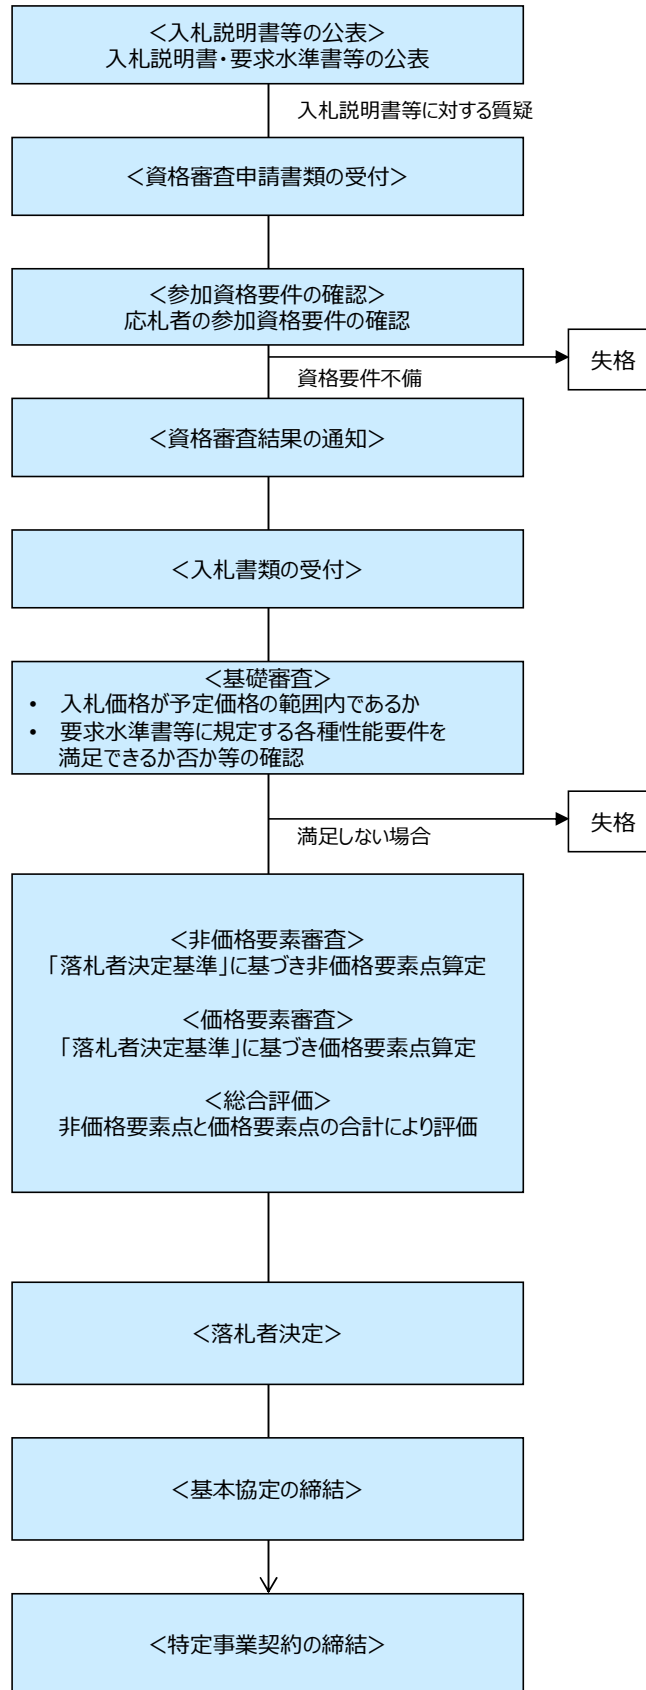 ＜入札説明書等の公表＞
入札説明書・要求水準書等の公表
入札説明書等に対する質疑
＜資格審査申請書類の受付＞
＜参加資格要件の確認＞
応札者の参加資格要件の確認
失格
資格要件不備
＜資格審査結果の通知＞
＜入札書類の受付＞
＜基礎審査＞
• 入札価格が予定価格の範囲内であるか
• 要求水準書等に規定する各種性能要件を
満足できるか否か等の確認
失格
満足しない場合
＜非価格要素審査＞
「落札者決定基準」に基づき非価格要素点算定
＜価格要素審査＞
「落札者決定基準」に基づき価格要素点算定
＜総合評価＞
非価格要素点と価格要素点の合計により評価
＜落札者決定＞
＜基本協定の締結＞
＜特定事業契約の締結＞